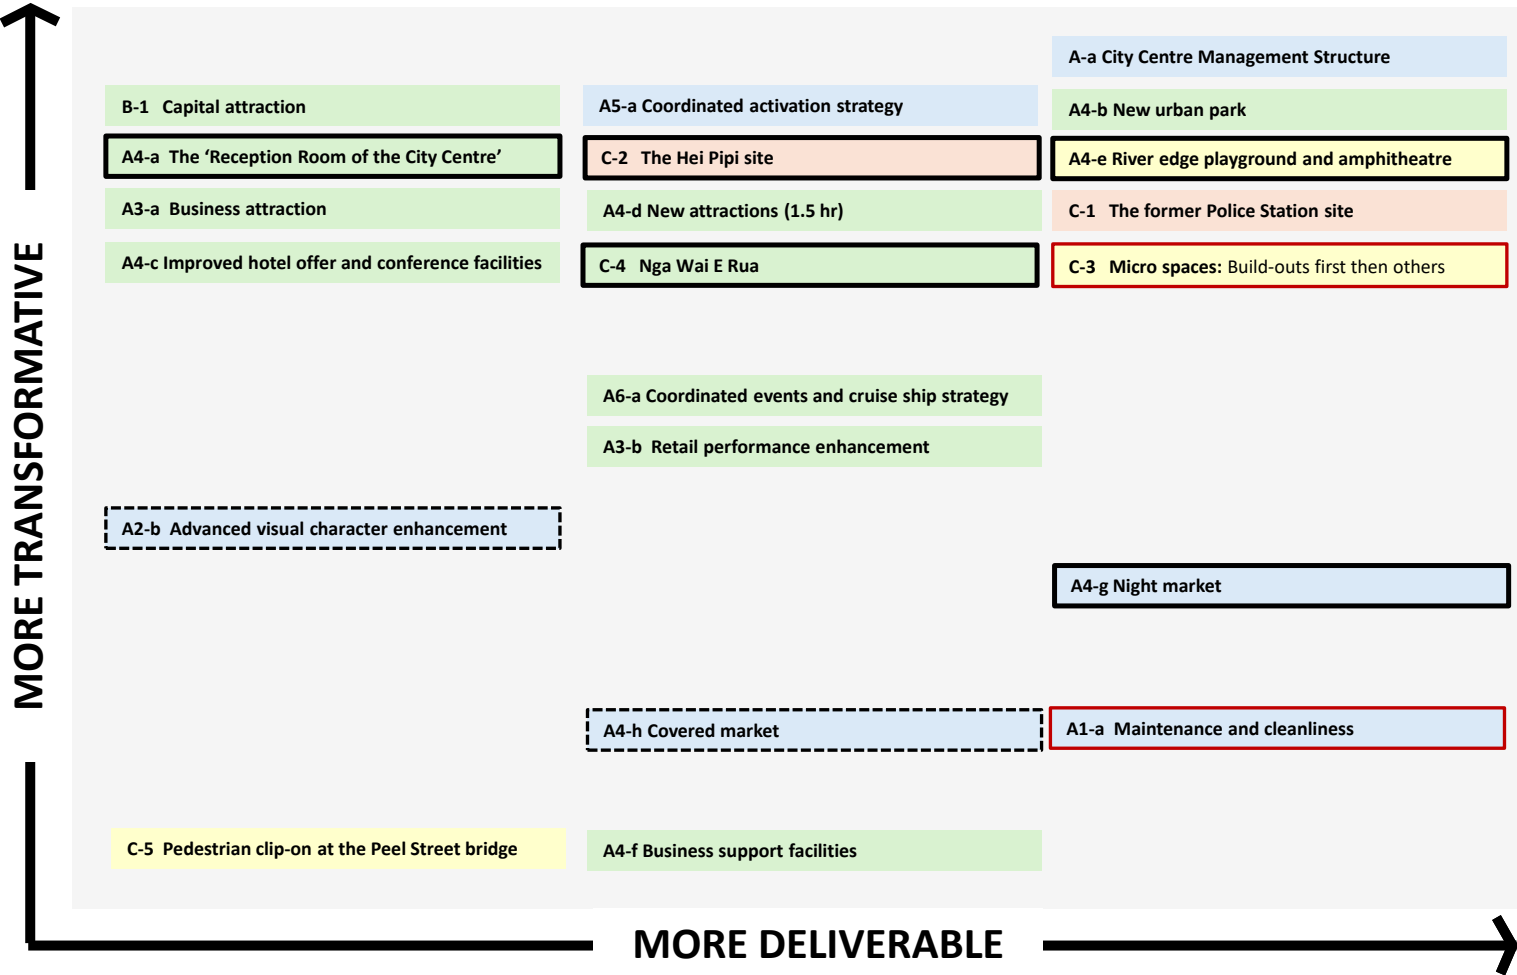 A-a City Centre Management Structure
B-1 Capital attraction
A5-a Coordinated activation strategy
A4-b New urban park
A4-a The ‘Reception Room of the City Centre’
C-2 The Hei Pipi site
A4-e River edge playground and amphitheatre
A3-a Business attraction
A4-d New attractions (1.5 hr)
C-1 The former Police Station site
A4-c Improved hotel offer and conference facilities
C-4 Nga Wai E Rua
C-3 Micro spaces: Build-outs first then others
A6-a Coordinated events and cruise ship strategy
A3-b Retail performance enhancement
A2-b Advanced visual character enhancement
A4-g Night market
A4-h Covered market
A1-a Maintenance and cleanliness
C-5 Pedestrian clip-on at the Peel Street bridge
A4-f Business support facilities
MORE TRANSFORMATIVE
MORE DELIVERABLE